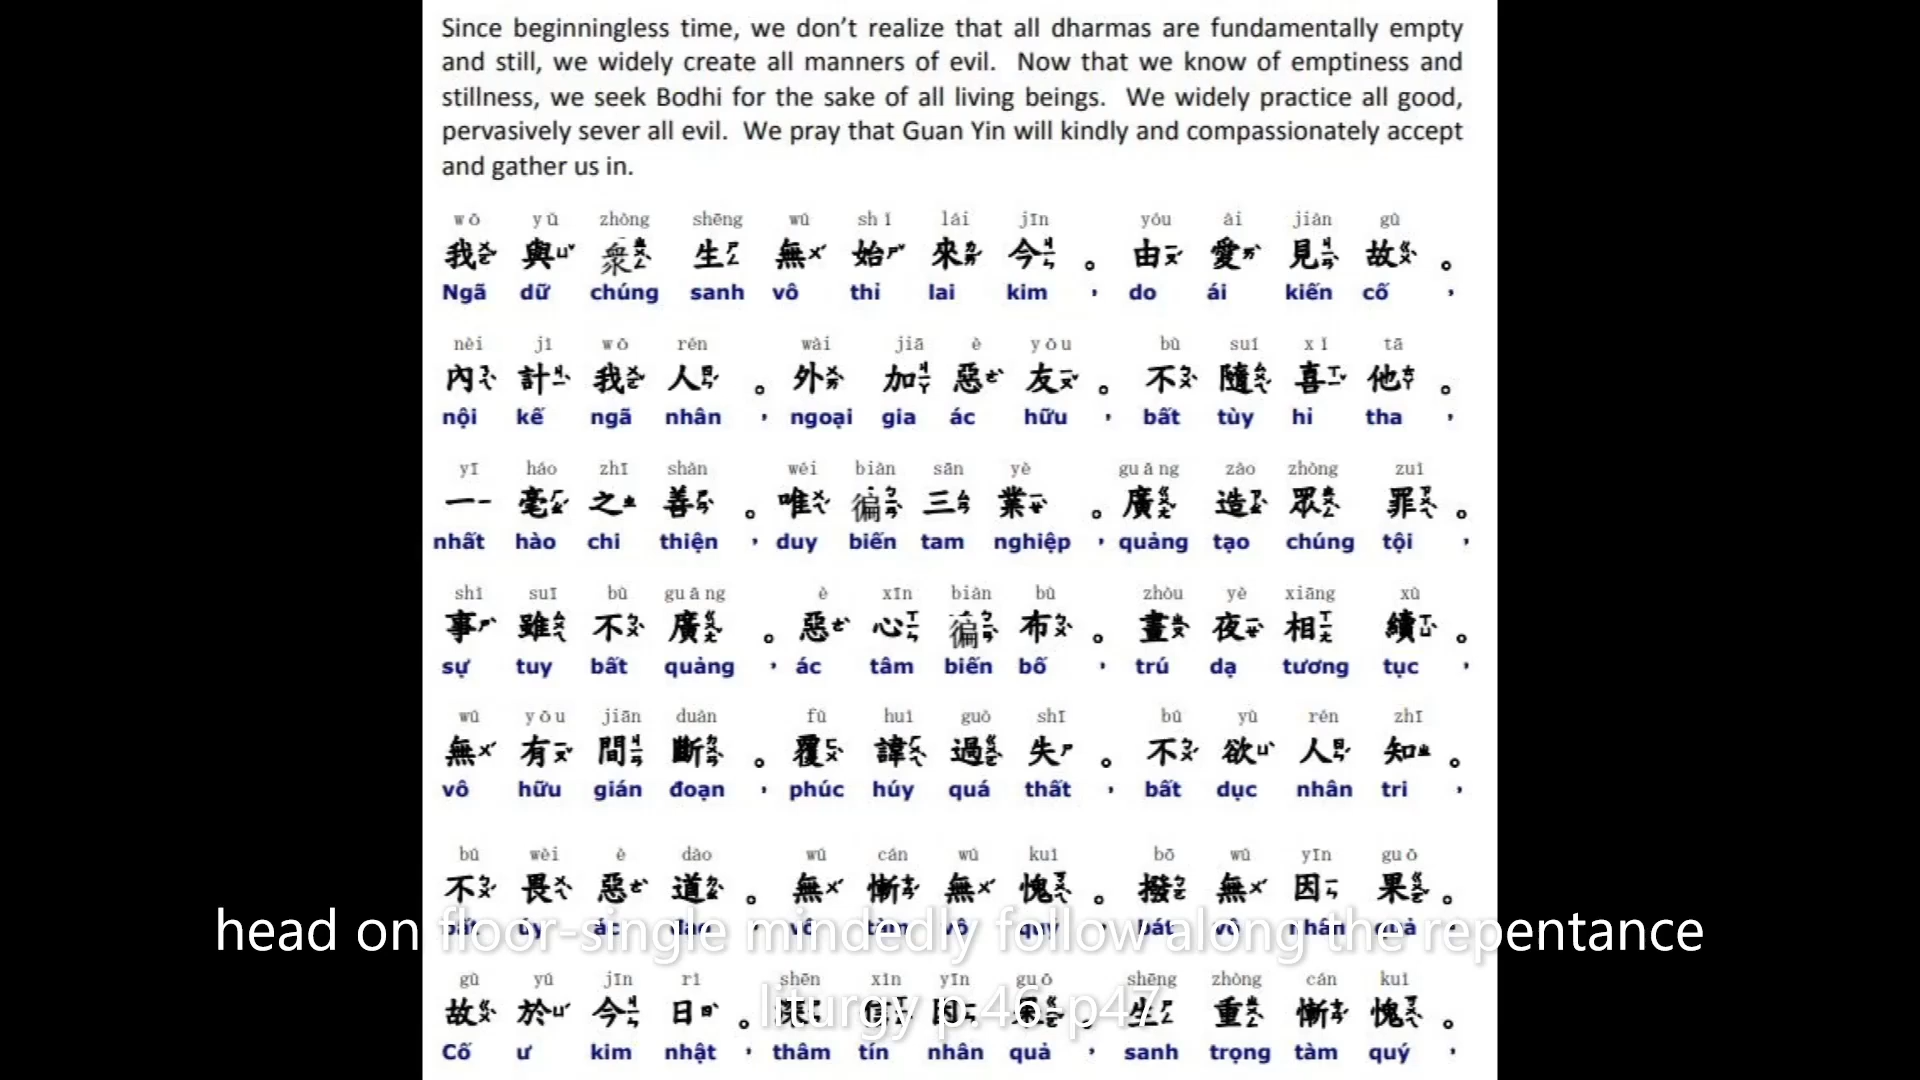 Since beginningless time, we don't realize that all dharmas are fundamentally empty
and still, we widely create all manners of evil. Now that we know of emptiness and
stillness, we seek Bodhi for the sake of all living beings. We widely practice all good,
pervasively sever all evil. We pray that Guan Yin will kindly and compassionately accept
and gather us in.
wǒ yǔ zhòng shēng wú shǐ lái jīn yóu ài jiàn gù
我與衆生無始來今。由愛見故。
Ngã dữ chúng sanh vô thỉ lai kim , do ái kiến cố ,
nèi jì wǒ rén wài jiā è yǒu bù suí xǐ tā
內計我人。外加惡友。不隨喜他。
nội kế ngã nhân , ngoại gia ác hữu , bất tùy hỉ tha ,
yī háo zhī shàn wéi biàn sān yè guǎng zào zhòng zuì
一毫之善。唯徧三業。廣造眾罪。
nhất hào chi thiện , duy biến tam nghiệp , quảng tạo chúng tội ,
shì suī bù guǎng è xīn biàn bù zhòu yè xiāng xù
事雖不廣。惡心徧布。晝夜相續。
sự tuy bất quảng , ác tâm biến bố , trú dạ tương tục ,
wú yǒu jiān duàn fù huì guò shī bú yù rén zhī
無有間斷。覆諱過失。不欲人知。
vô hữu gián đoạn , phúc húy quá thất , bất dục nhân tri ,
bú wèi è dào wú cán wú kuì bō wú yīn guǒ
不畏惡道。無慚無愧。撥無因果。
head on floor-single mindedly follow along the repentance
gù yú jīn rì shēn xìn yīn guǒ shēng zhòng cán kuì
liturgy p.46-p47
故於今日。深信因果。生重慚愧。
Cố ư kim nhật , thâm tín nhân quả , sanh trọng tàm quý ,